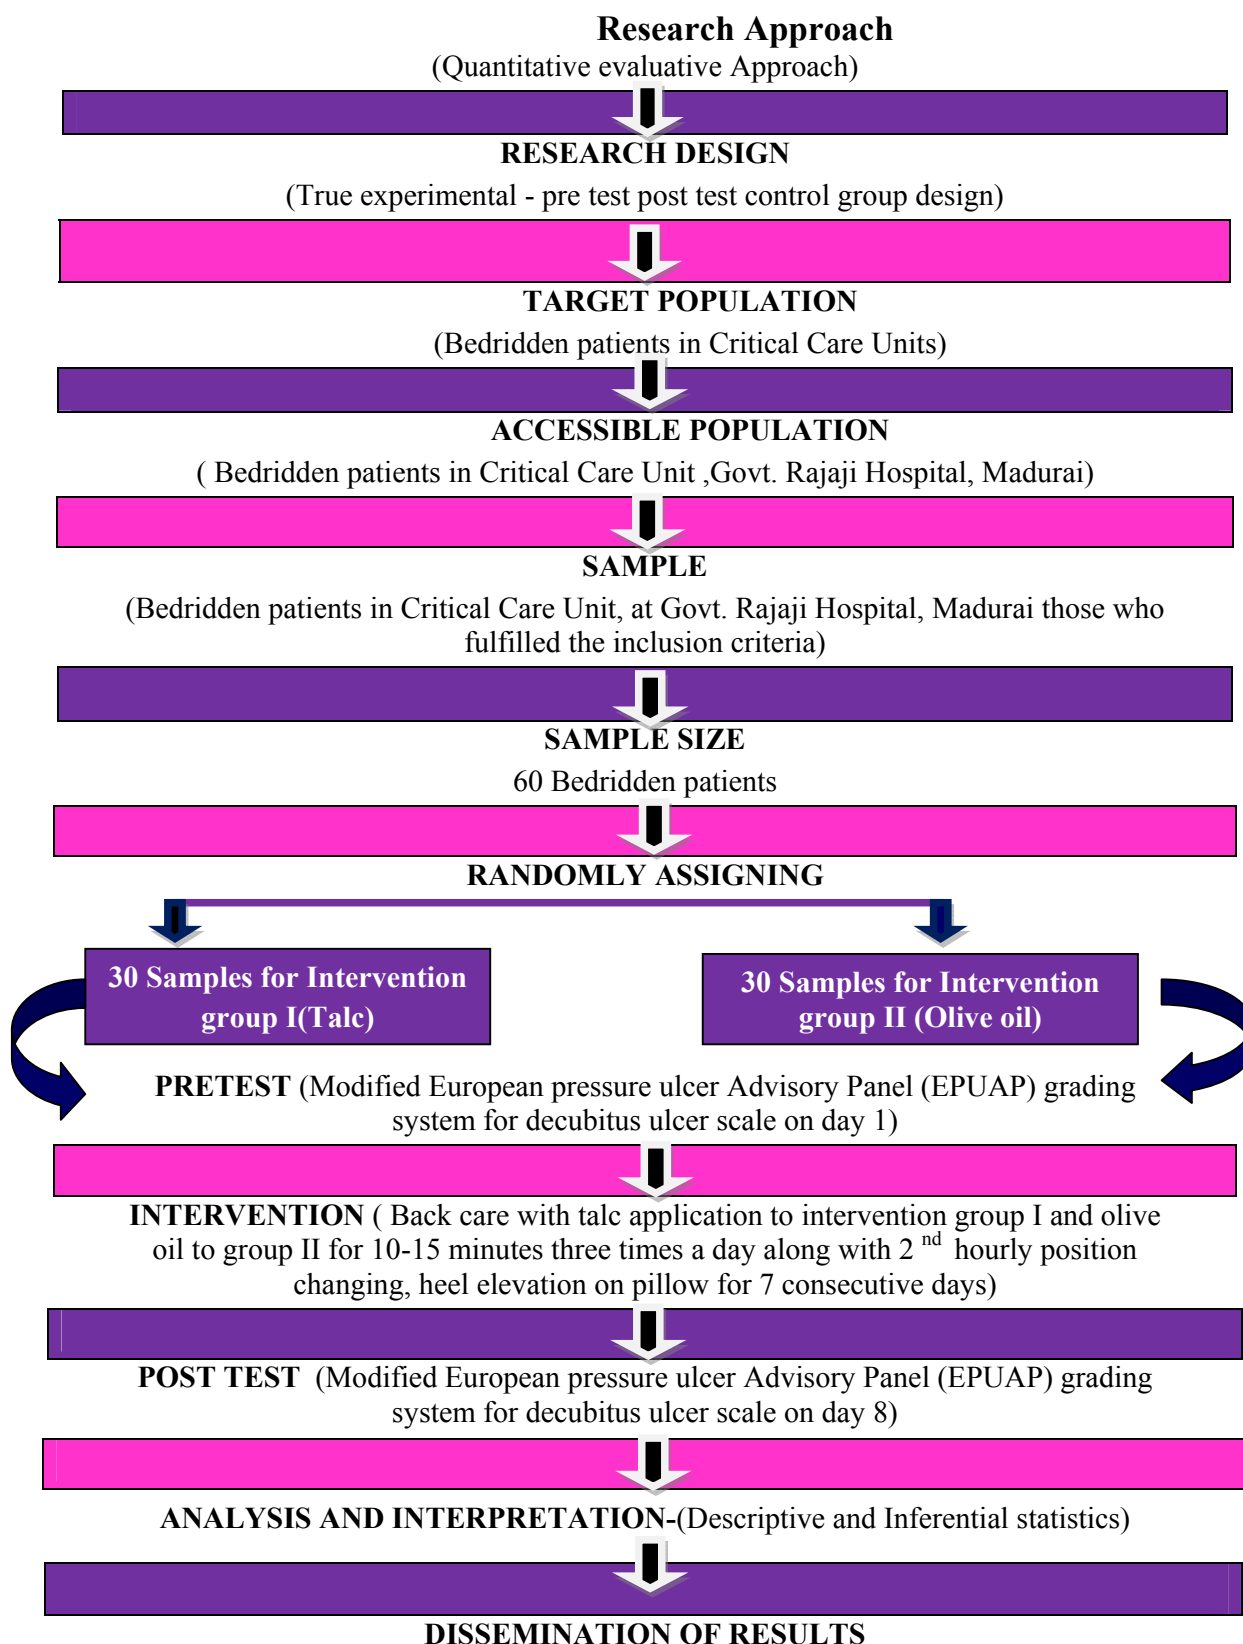 Research Approach
(Quantitative evaluative Approach)
RESEARCH DESIGN
(True experimental - pre test post test control group design)
TARGET POPULATION
(Bedridden patients in Critical Care Units)
ACCESSIBLE POPULATION
( Bedridden patients in Critical Care Unit ,Govt. Rajaji Hospital, Madurai)
SAMPLE
(Bedridden patients in Critical Care Unit, at Govt. Rajaji Hospital, Madurai those who
fulfilled the inclusion criteria)
SAMPLE SIZE
60 Bedridden patients
RANDOMLY ASSIGNING
30 Samples for Intervention
group I(Talc)
30 Samples for Intervention
group II (Olive oil)
PRETEST (Modified European pressure ulcer Advisory Panel (EPUAP) grading
system for decubitus ulcer scale on day 1)
INTERVENTION ( Back care with talc application to intervention group I and olive
oil to group II for 10-15 minutes three times a day along with 2 nd hourly position
changing, heel elevation on pillow for 7 consecutive days)
POST TEST (Modified European pressure ulcer Advisory Panel (EPUAP) grading
system for decubitus ulcer scale on day 8)
ANALYSIS AND INTERPRETATION-(Descriptive and Inferential statistics)
DISSEMINATION OF RESULTS